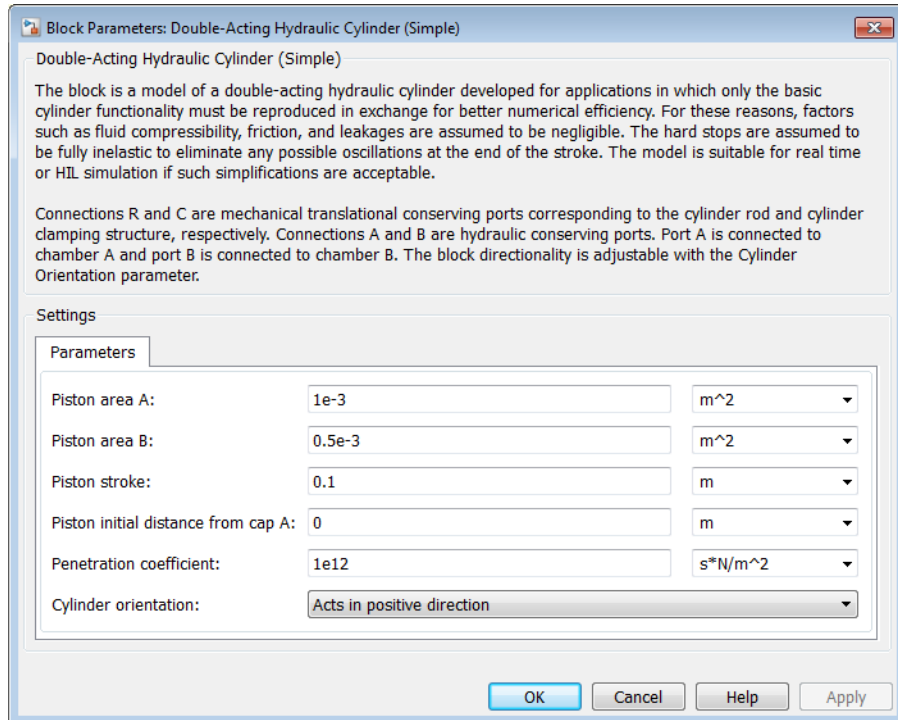 Block Parameters: Double-Acting Hydraulic Cylinder (Simple)
Double-Acting Hydraulic Cylinder (Simple)
The block is a model of a double-acting hydraulic cylinder developed for applications in which only the basic
cylinder functionality must be reproduced in exchange for better numerical efficiency. For these reasons, factors
such as fluid compressibility, friction, and leakages are assumed to be negligible. The hard stops are assumed to
be fully inelastic to eliminate any possible oscillations at the end of the stroke. The model is suitable for real time
or HIL simulation if such simplifications are acceptable.
Connections R and C are mechanical translational conserving ports corresponding to the cylinder rod and cylinder
clamping structure, respectively. Connections A and B are hydraulic conserving ports. Port A is connected to
chamber A and port B is connected to chamber B. The block directionality is adjustable with the Cylinder
Orientation parameter.
Settings
Parameters
Piston area A: 1e-3 m^2
Piston area B: 0.5e-3 m^2
Piston stroke: 0.1 m
Piston initial distance from cap A: 0 m
Penetration coefficient: 1e12 s*N/m^2
Cylinder orientation: Acts in positive direction
OK Cancel Help Apply